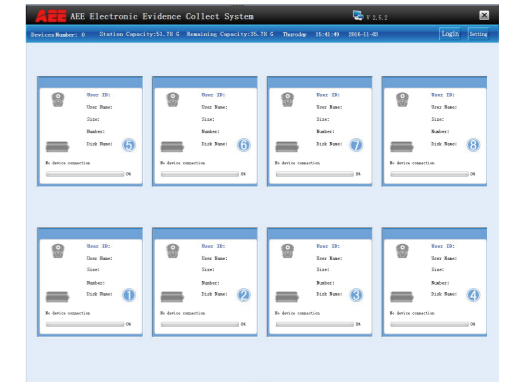 AEE AEE Electronic Evidence Collect System V 2.5.2
Devices Number: 0 Station Capacity:51.7H G Remaining Capacity:35.7H G Thursday 15:41:49 2016-11-03 Login Setting
User ID: User ID: User ID: User ID:
User Name: User Name: User Name: User Name:
Size: Size: Size: Size:
Number: Number: Number: Number:
Disk Name: 5 Disk Name: 6 Disk Name: 7 Disk Name: 8
No device connection No device connection No device connection No device connection
0% 0% 0% 0%
User ID: User ID: User ID: User ID:
User Name: User Name: User Name: User Name:
Size: Size: Size: Size:
Number: Number: Number: Number:
Disk Name: 1 Disk Name: 2 Disk Name: 3 Disk Name: 4
No device connection No device connection No device connection No device connection
0% 0% 0% 0%